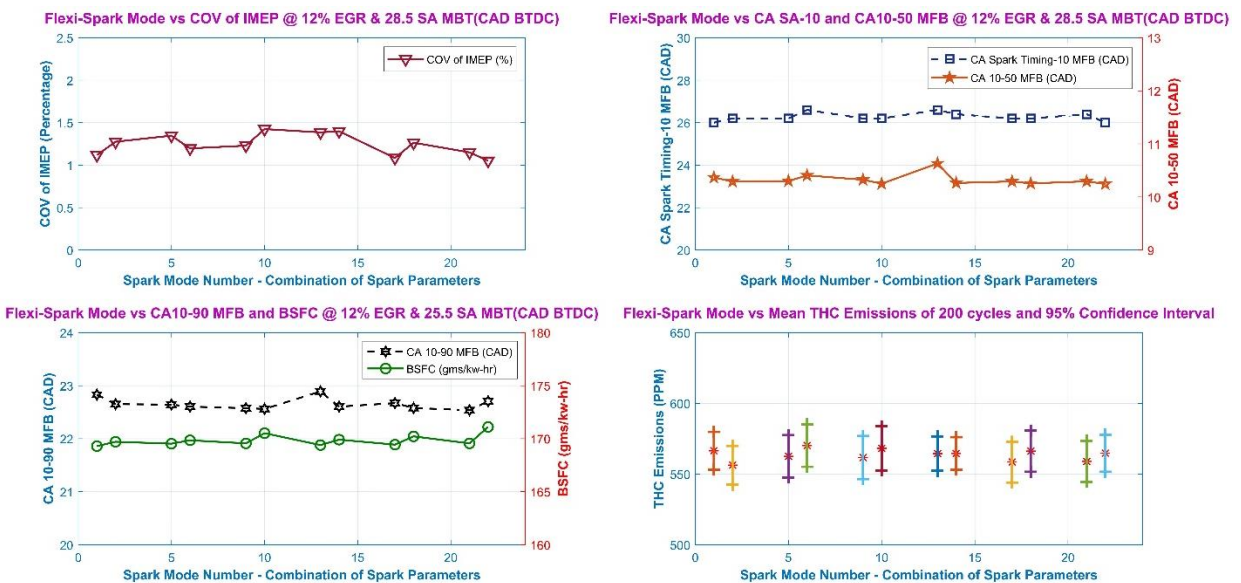 Flexi-Spark Mode vs COV of IMEP @ 12% EGR & 28.5 SA MBT(CAD BTDC)
2.5
2
1.5
1
0.5
0
COV of IMEP (Percentage)
COV of IMEP (%)
0 5 10 15 20
Spark Mode Number - Combination of Spark Parameters
Flexi-Spark Mode vs CA SA-10 and CA10-50 MFB @ 12% EGR & 28.5 SA MBT(CAD BTDC)
30
28
26
24
22
20
CA Spark Timing-10 MFB (CAD)
CA Spark Timing-10 MFB (CAD)
CA 10-50 MFB (CAD)
13
12
11
10
9
CA 10-50 MFB (CAD)
0 5 10 15 20
Spark Mode Number - Combination of Spark Parameters
Flexi-Spark Mode vs CA10-90 MFB and BSFC @ 12% EGR & 25.5 SA MBT(CAD BTDC)
24
23
22
21
20
CA 10-90 MFB (CAD)
CA 10-90 MFB (CAD)
BSFC (gms/kw-hr)
180
175
170
165
160
BSFC (gms/kw-hr)
0 5 10 15 20
Spark Mode Number - Combination of Spark Parameters
Flexi-Spark Mode vs Mean THC Emissions of 200 cycles and 95% Confidence Interval
650
600
550
500
THC Emissions (PPM)
0 5 10 15 20
Spark Mode Number - Combination of Spark Parameters